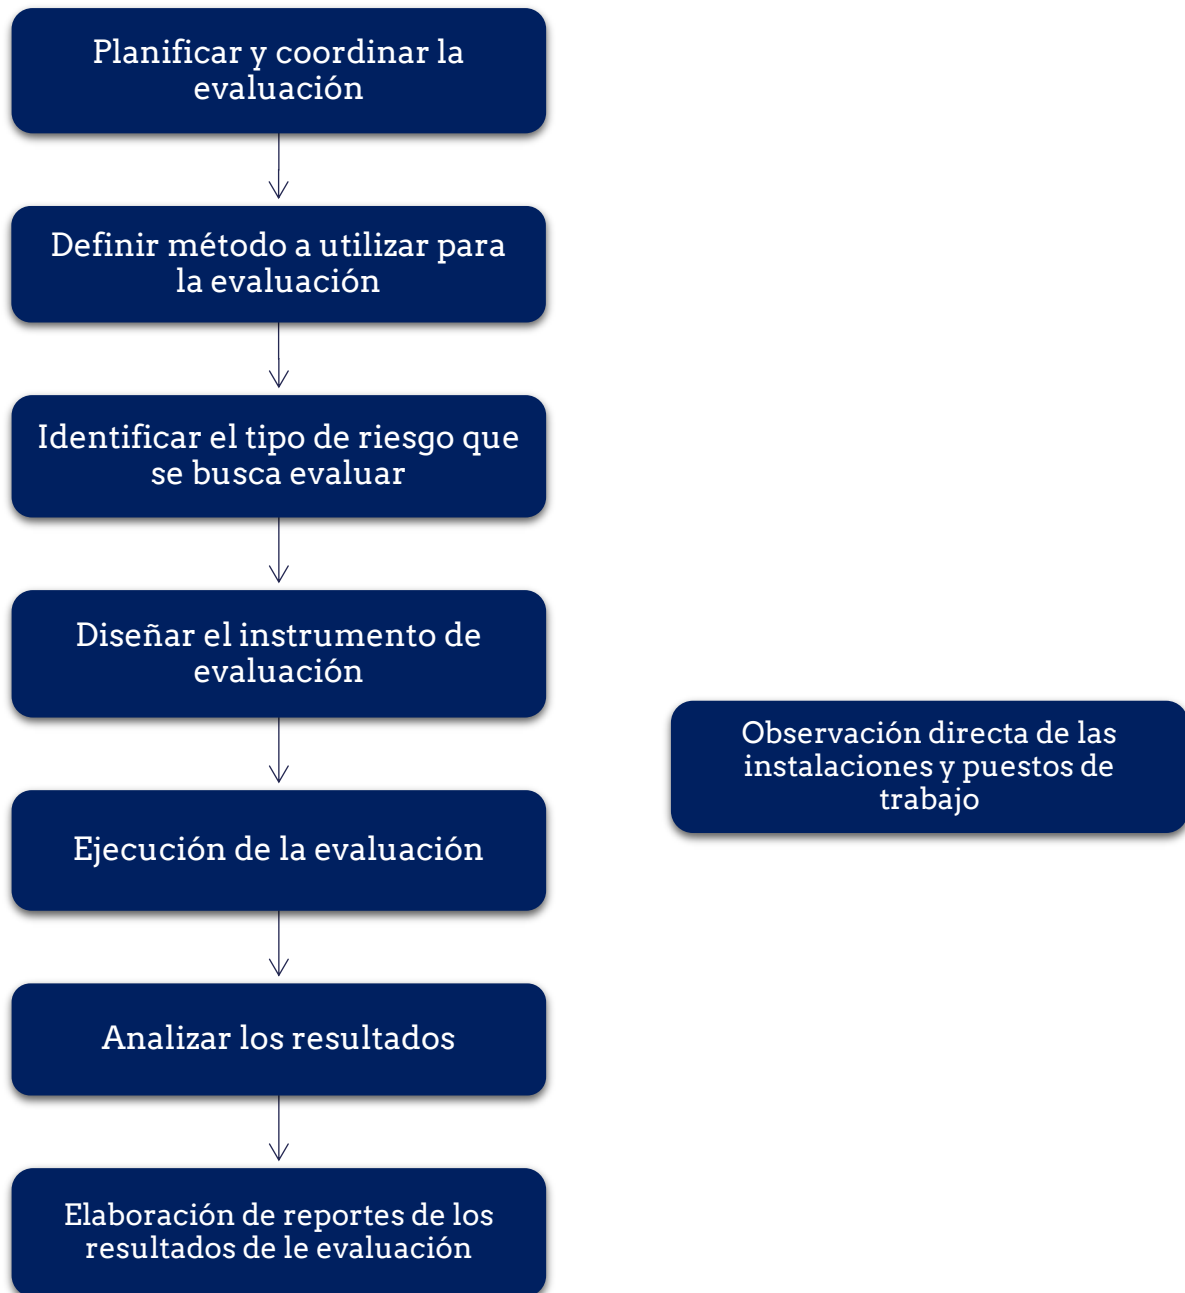 Planificar y coordinar la
evaluación
Definir método a utilizar para
la evaluación
Identificar el tipo de riesgo que
se busca evaluar
Diseñar el instrumento de
evaluación
Observación directa de las
instalaciones y puestos de
trabajo
Ejecución de la evaluación
Analizar los resultados
Elaboración de reportes de los
resultados de le evaluación